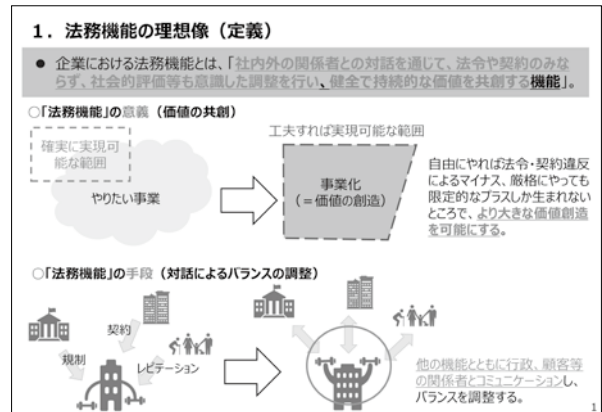 １．法務機能の理想像（定義）
● 企業における法務機能とは、「社内外の関係者との対話を通じて、法令や契約のみな
らず、社会的評価等も意識した調整を行い、健全で持続的な価値を共創する機能」。
○「法務機能」の意義（価値の共創）
工夫すれば実現可能な範囲
確実に実現可
能な範囲
やりたい事業
事業化
（＝価値の創造）
自由にやれば法令・契約違反
によるマイナス、厳格にやっても
限定的なプラスしか生まれない
ところで、より大きな価値創造
を可能にする。
○「法務機能」の手段（対話によるバランスの調整）
契約
規制
レピテーション
他の機能とともに行政、顧客等
の関係者とコミュニケーションし、
バランスを調整する。
1